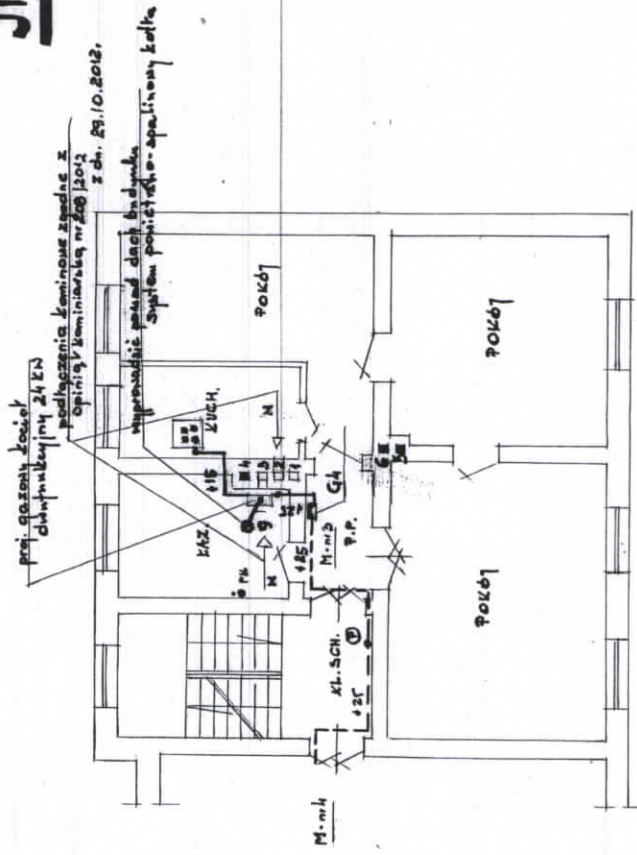 proj. gazowy kocioł
dwufunkcyjny 24 kW
podłączenia kominowe zgodne z
opinią kominiarską nr 208/2012
z dn. 29.10.2012.
wyprowadzić ponad dach budynku
system powietrzno-spalinowy kotła
POKÓJ
KUCH.
ŁAZ.
PK
N
N
G4
M-nr3
P.P.
KL. SCH.
P
M-nr4
POKÓJ
POKÓJ